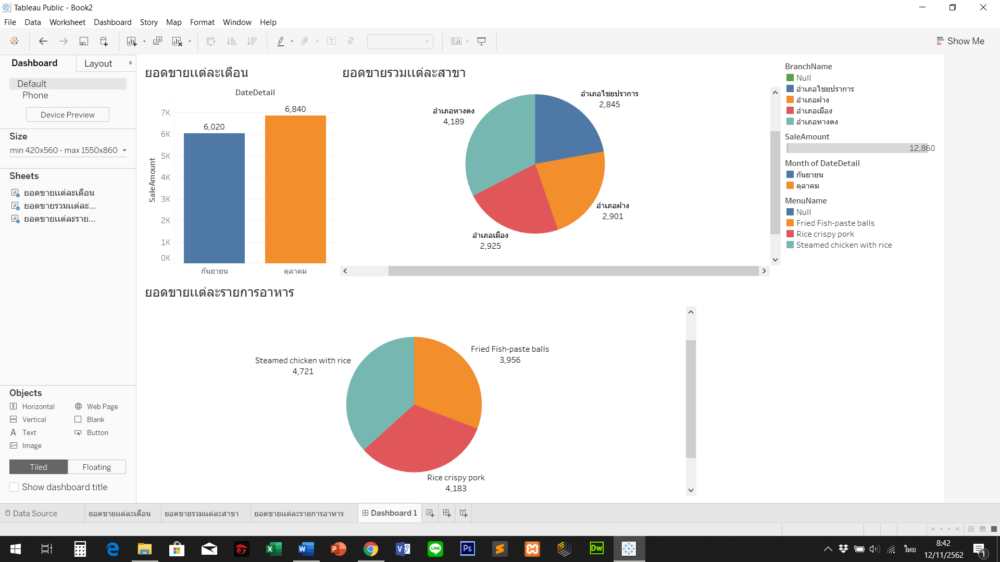 Tableau Public - Book2
File Data Worksheet Dashboard Story Map Format Window Help
Show Me
Dashboard Layout
Default
Phone
Device Preview
Size
min 420x560 - max 1550x860
Sheets
ยอดขายแต่ละเดือน
ยอดขายรวมแต่ละ...
ยอดขายแต่ละราย...
Objects
Horizontal Web Page
Vertical Blank
Text Button
Image
Tiled Floating
Show dashboard title
ยอดขายแต่ละเดือน
DateDetail
SaleAmount
7K
6K
5K
4K
3K
2K
1K
0K
6,020
6,840
กันยายน ตุลาคม
ยอดขายรวมแต่ละสาขา
อำเภอไชยปราการ
2,845
อำเภอหางดง
4,189
อำเภอฝาง
2,901
อำเภอเมือง
2,925
BranchName
Null
อำเภอไชยปราการ
อำเภอฝาง
อำเภอเมือง
อำเภอหางดง
SaleAmount
12,860
Month of DateDetail
กันยายน
ตุลาคม
MenuName
Null
Fried Fish-paste balls
Rice crispy pork
Steamed chicken with rice
ยอดขายแต่ละรายการอาหาร
Fried Fish-paste balls
3,956
Steamed chicken with rice
4,721
Rice crispy pork
4,183
Data Source ยอดขายแต่ละเดือน ยอดขายรวมแต่ละสาขา ยอดขายแต่ละรายการอาหาร Dashboard 1
LINE Ps Dw
ไทย
8:42
12/11/2562
1